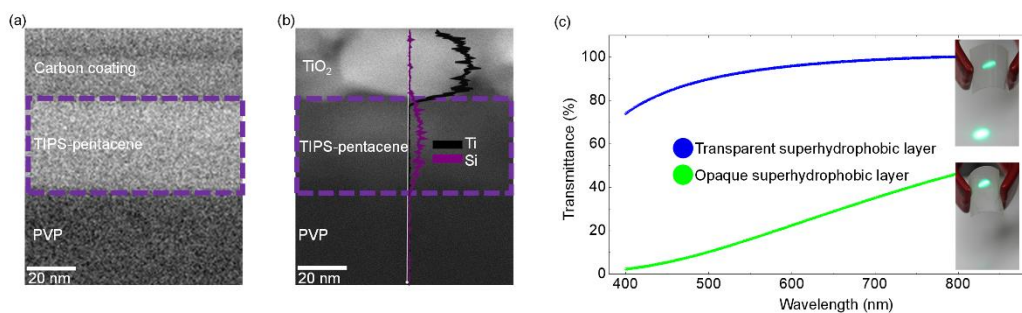 (a)
Carbon coating
TIPS-pentacene
PVP
20 nm
(b)
TiO₂
TIPS-pentacene
Ti
Si
PVP
20 nm
(c)
Transmittance (%)
100
80
60
40
20
0
Transparent superhydrophobic layer
Opaque superhydrophobic layer
400 500 600 700 800
Wavelength (nm)